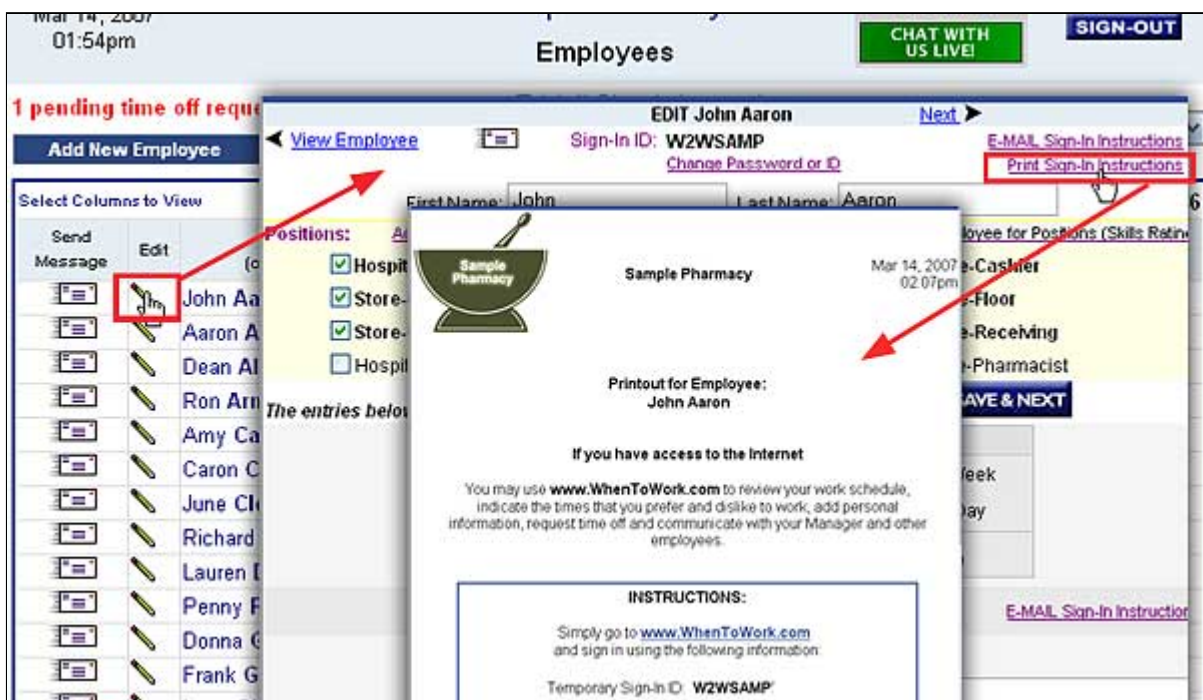 Mar 14, 2007
01:54pm
Employees
CHAT WITH
US LIVE!
SIGN-OUT
1 pending time off reque
Add New Employee
Select Columns to View
Send
Message
Edit
John Aa
Aaron A
Dean Al
Ron Arn
Amy Ca
Caron C
June Cl
Richard
Lauren
Penny
Donna
Frank G
EDIT John Aaron
Next
View Employee
Sign-In ID: W2WSAMP
Change Password or ID
E-MAIL Sign-In Instructions
Print Sign-In Instructions
First Name: John
Last Name: Aaron
6
Positions:
loyee for Positions (Skills Rating
Hospit
e-Cashier
Store-
e-Floor
Store-
e-Receiving
Hospit
-Pharmacist
The entries below
AVE & NEXT
eek
ay
E-MAIL Sign-In Instruction
Sample
Pharmacy
Sample Pharmacy
Mar 14, 2007
02:07pm
Printout for Employee:
John Aaron
If you have access to the Internet
You may use www.WhenToWork.com to review your work schedule,
indicate the times that you prefer and dislike to work, add personal
information, request time off and communicate with your Manager and other
employees.
INSTRUCTIONS:
Simply go to www.WhenToWork.com
and sign in using the following information:
Temporary Sign-In ID: W2WSAMP